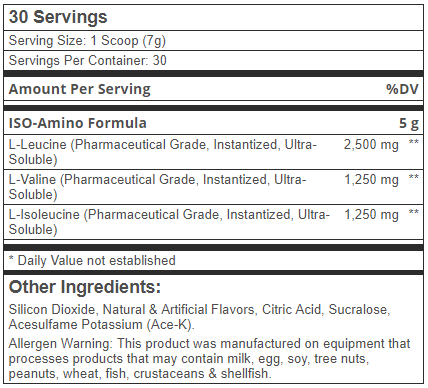 30 Servings
Serving Size: 1 Scoop (7g)
Servings Per Container: 30
Amount Per Serving %DV
ISO-Amino Formula 5 g
L-Leucine (Pharmaceutical Grade, Instantized, Ultra- 2,500 mg **
Soluble)
L-Valine (Pharmaceutical Grade, Instantized, Ultra- 1,250 mg **
Soluble)
L-Isoleucine (Pharmaceutical Grade, Instantized, Ultra- 1,250 mg **
Soluble)
* Daily Value not established
Other Ingredients:
Silicon Dioxide, Natural & Artificial Flavors, Citric Acid, Sucralose,
Acesulfame Potassium (Ace-K).
Allergen Warning: This product was manufactured on equipment that
processes products that may contain milk, egg, soy, tree nuts,
peanuts, wheat, fish, crustaceans & shellfish.